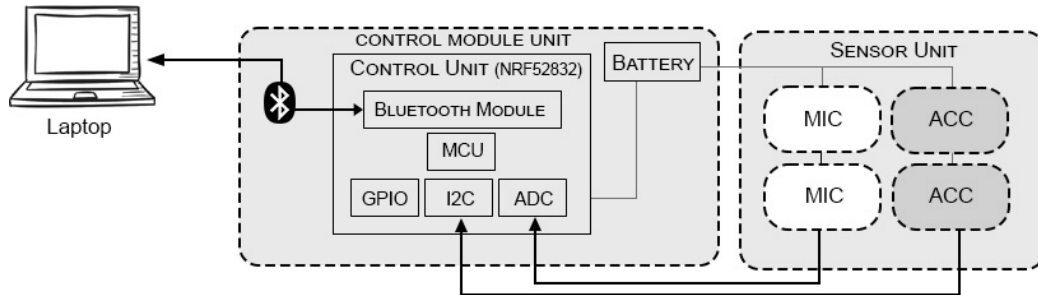 Laptop
CONTROL MODULE UNIT
CONTROL UNIT (NRF52832)
BLUETOOTH MODULE
MCU
GPIO
I2C
ADC
BATTERY
SENSOR UNIT
MIC
ACC
MIC
ACC